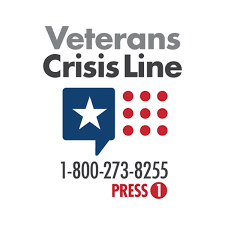 Veterans
Crisis Line
1-800-273-8255
PRESS 1